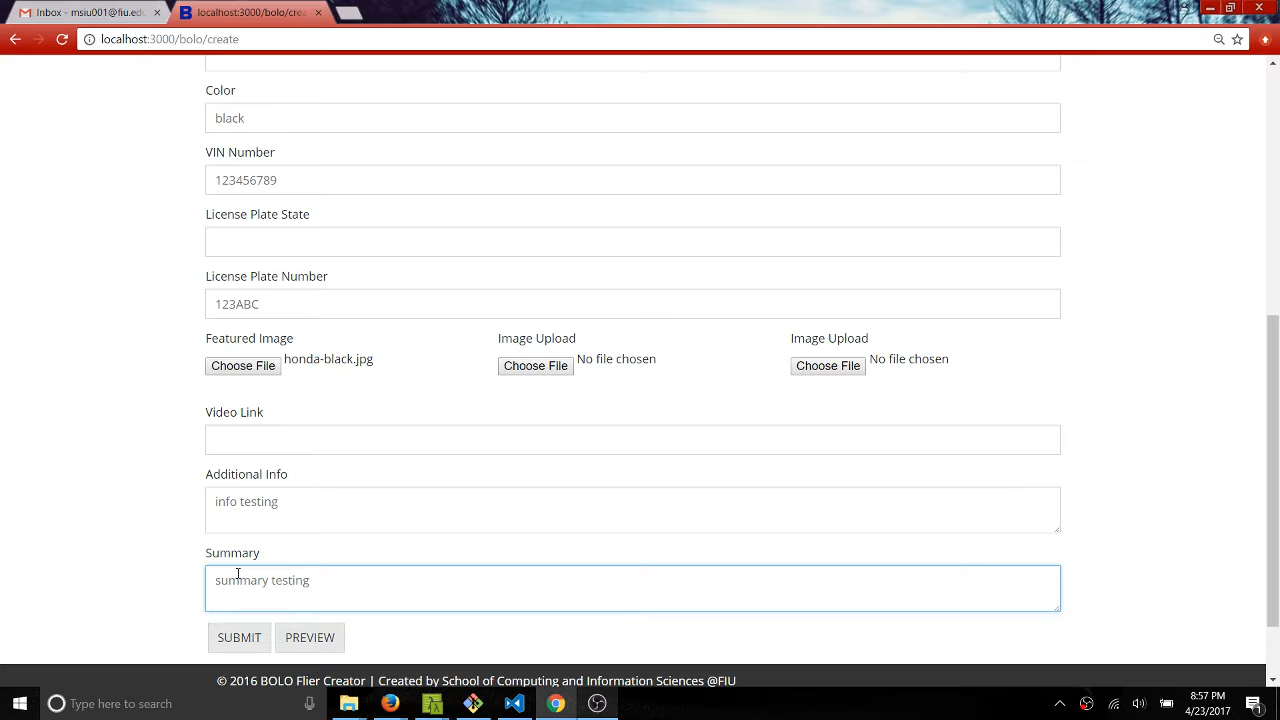 Inbox - msiu001@fiu.edu
localhost:3000/bolo/crea
localhost:3000/bolo/create
Color
black
VIN Number
123456789
License Plate State
License Plate Number
123ABC
Featured Image
Image Upload
Image Upload
Choose File honda-black.jpg
Choose File No file chosen
Choose File No file chosen
Video Link
Additional Info
info testing
Summary
summary testing
SUBMIT
PREVIEW
© 2016 BOLO Flier Creator | Created by School of Computing and Information Sciences @FIU
Type here to search
8:57 PM
4/23/2017
1